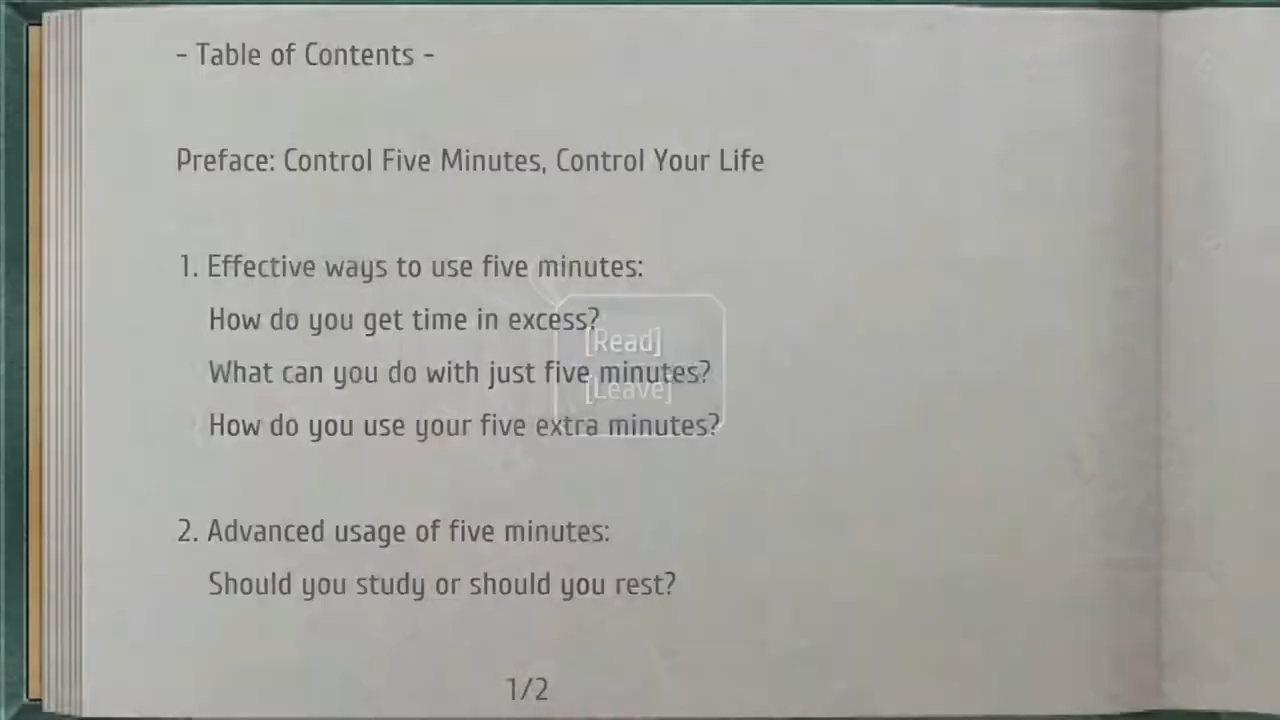 - Table of Contents -
Preface: Control Five Minutes, Control Your Life
1. Effective ways to use five minutes:
How do you get time in excess?
[Read]
What can you do with just five minutes?
[Leave]
How do you use your five extra minutes?
2. Advanced usage of five minutes:
Should you study or should you rest?
1/2